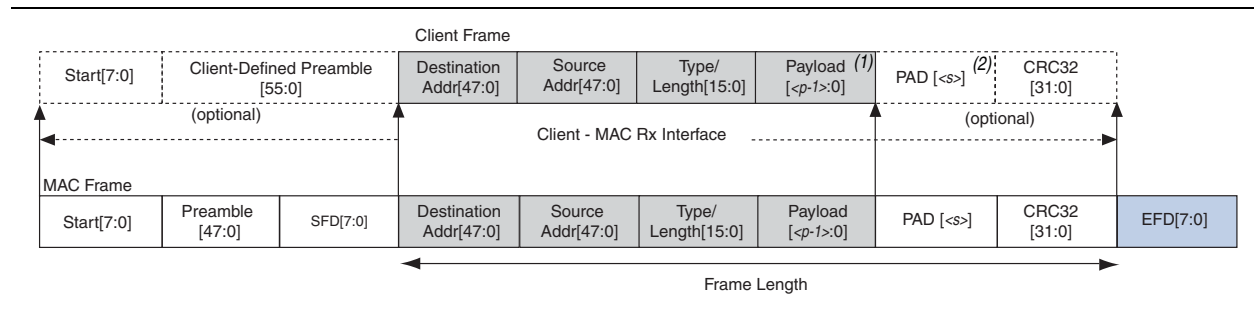 Client Frame
Start[7:0]
Client-Defined Preamble
[55:0]
Destination
Addr[47:0]
Source
Addr[47:0]
Type/
Length[15:0]
Payload (1)
[<p-1>:0]
PAD [<s>] (2)
CRC32
[31:0]
(optional)
Client - MAC Rx Interface
(optional)
MAC Frame
Start[7:0]
Preamble
[47:0]
SFD[7:0]
Destination
Addr[47:0]
Source
Addr[47:0]
Type/
Length[15:0]
Payload
[<p-1>:0]
PAD [<s>]
CRC32
[31:0]
EFD[7:0]
Frame Length